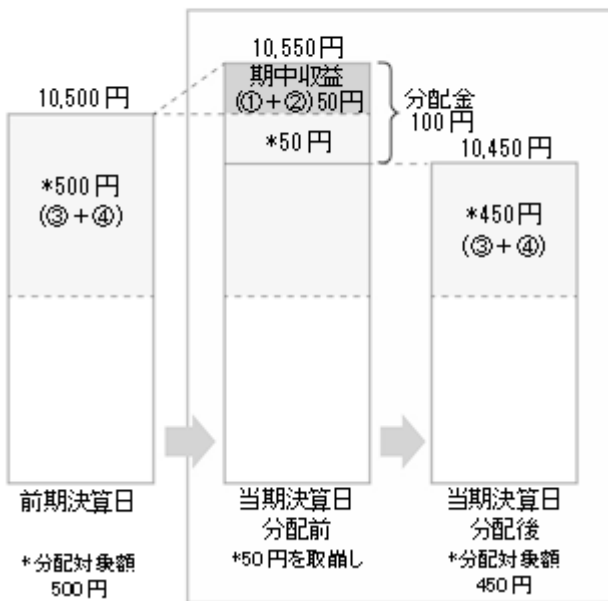 10,500円
*500円
(③+④)
前期決算日
*分配対象額
500円
10,550円
期中収益
(①+②)50円
*50円
分配金
100円
当期決算日
分配前
*50円を取崩し
10,450円
*450円
(③+④)
当期決算日
分配後
*分配対象額
450円